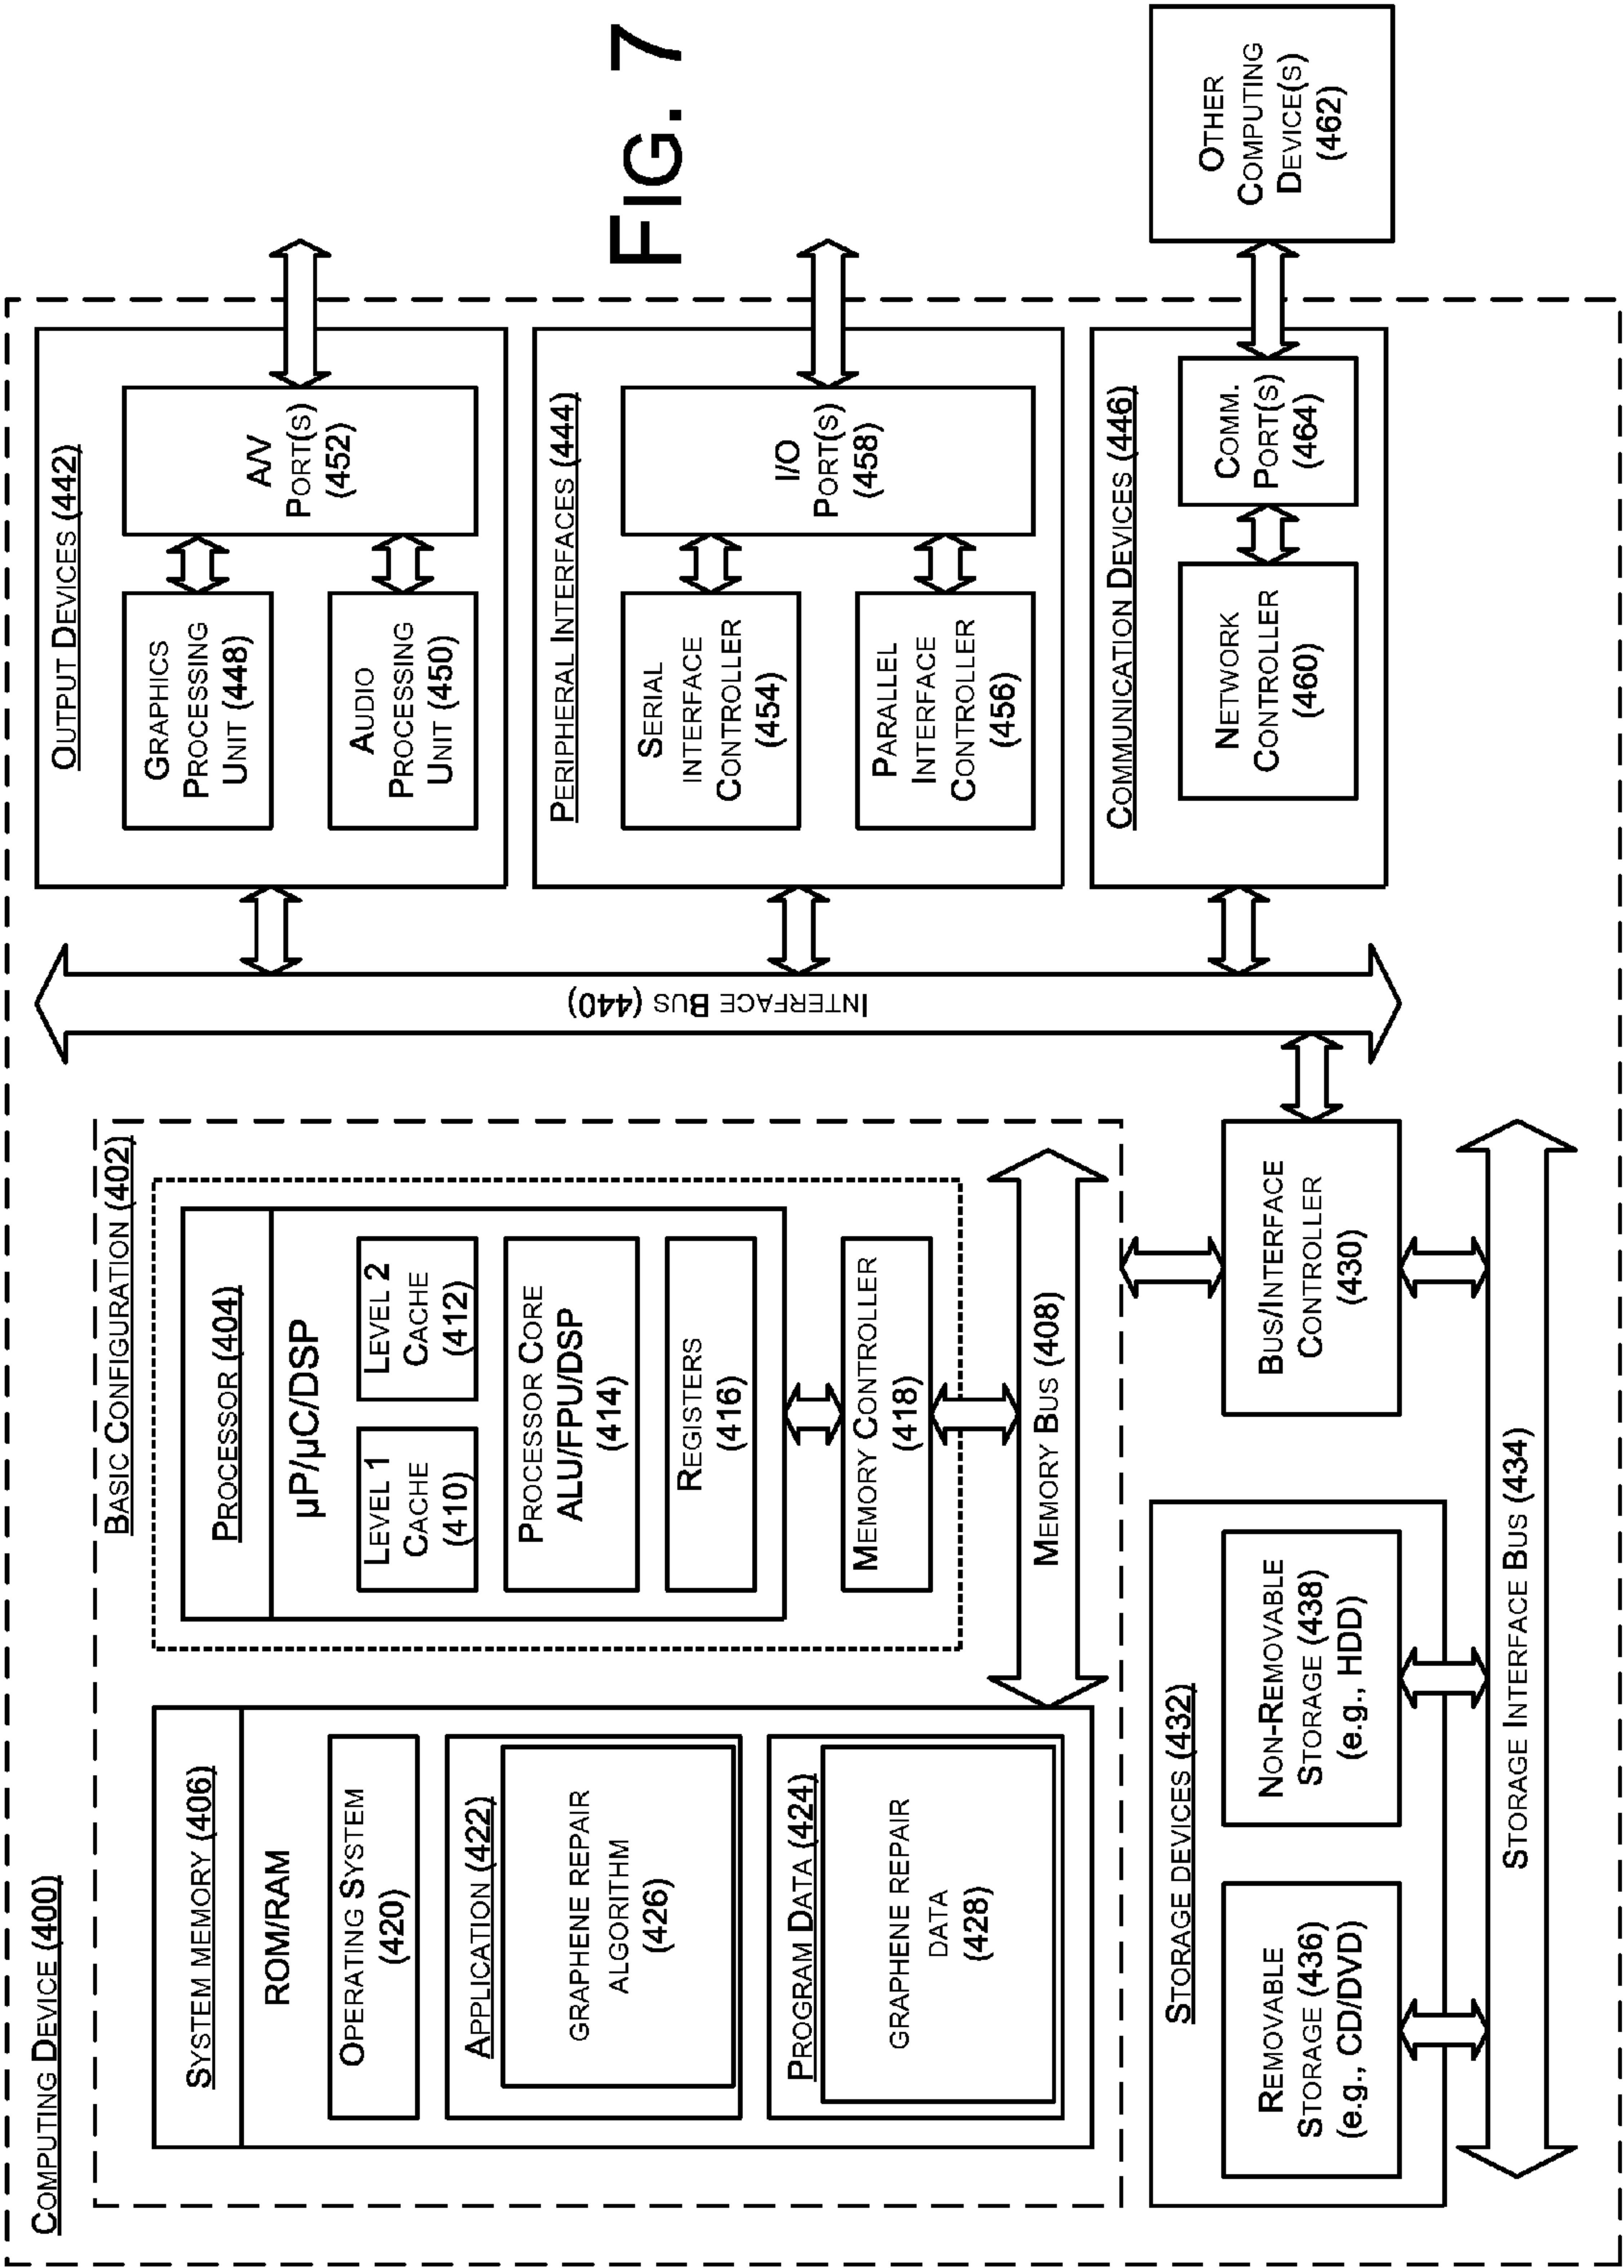 COMPUTING DEVICE (400)
BASIC CONFIGURATION (402)
SYSTEM MEMORY (406)
ROM/RAM
OPERATING SYSTEM
(420)
APPLICATION (422)
GRAPHENE REPAIR
ALGORITHM
(426)
PROGRAM DATA (424)
GRAPHENE REPAIR
DATA
(428)
PROCESSOR (404)
µP/µC/DSP
LEVEL 1
CACHE
(410)
LEVEL 2
CACHE
(412)
PROCESSOR CORE
ALU/FPU/DSP
(414)
REGISTERS
(416)
MEMORY CONTROLLER
(418)
MEMORY BUS (408)
BUS/INTERFACE
CONTROLLER
(430)
STORAGE DEVICES (432)
REMOVABLE
STORAGE (436)
(e.g., CD/DVD)
NON-REMOVABLE
STORAGE (438)
(e.g., HDD)
STORAGE INTERFACE BUS (434)
INTERFACE BUS (440)
OUTPUT DEVICES (442)
GRAPHICS
PROCESSING
UNIT (448)
AUDIO
PROCESSING
UNIT (450)
A/V
PORT(S)
(452)
PERIPHERAL INTERFACES (444)
SERIAL
INTERFACE
CONTROLLER
(454)
PARALLEL
INTERFACE
CONTROLLER
(456)
I/O
PORT(S)
(458)
COMMUNICATION DEVICES (446)
NETWORK
CONTROLLER
(460)
COMM.
PORT(S)
(464)
OTHER
COMPUTING
DEVICE(S)
(462)
FIG. 7